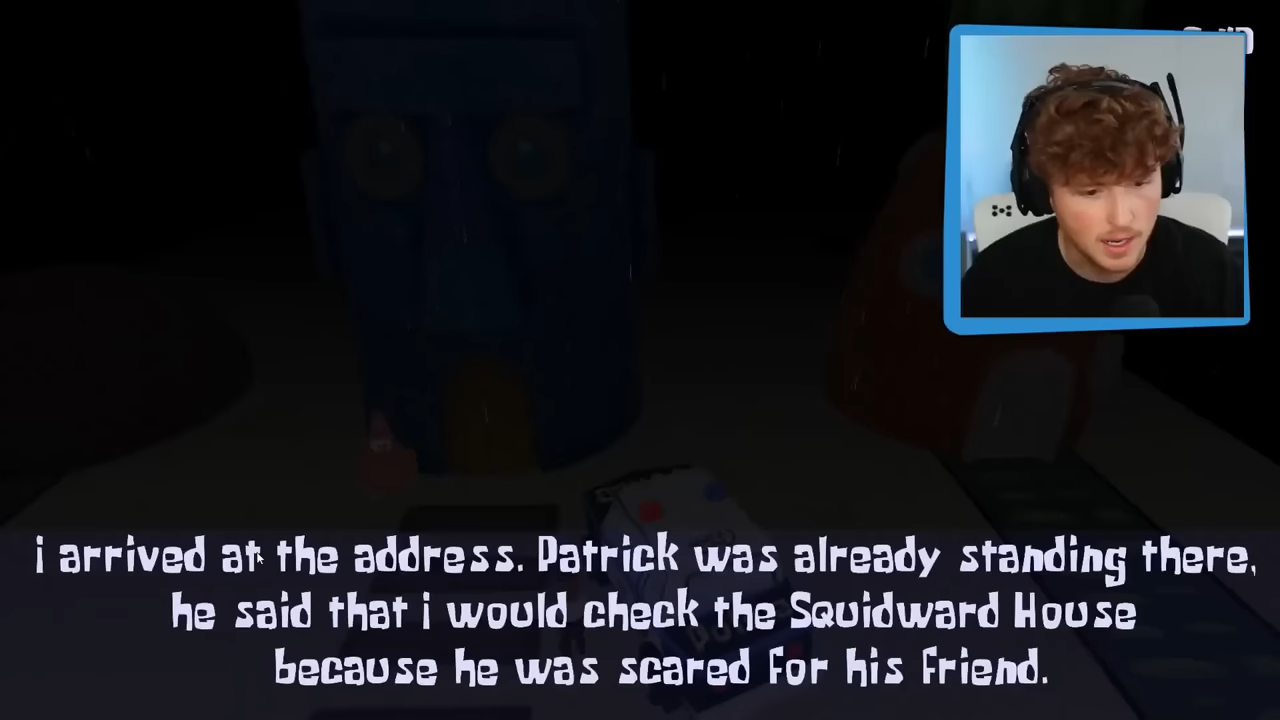 i arrived at the address. Patrick was already standing there,
he said that i would check the Squidward House
because he was scared for his friend.